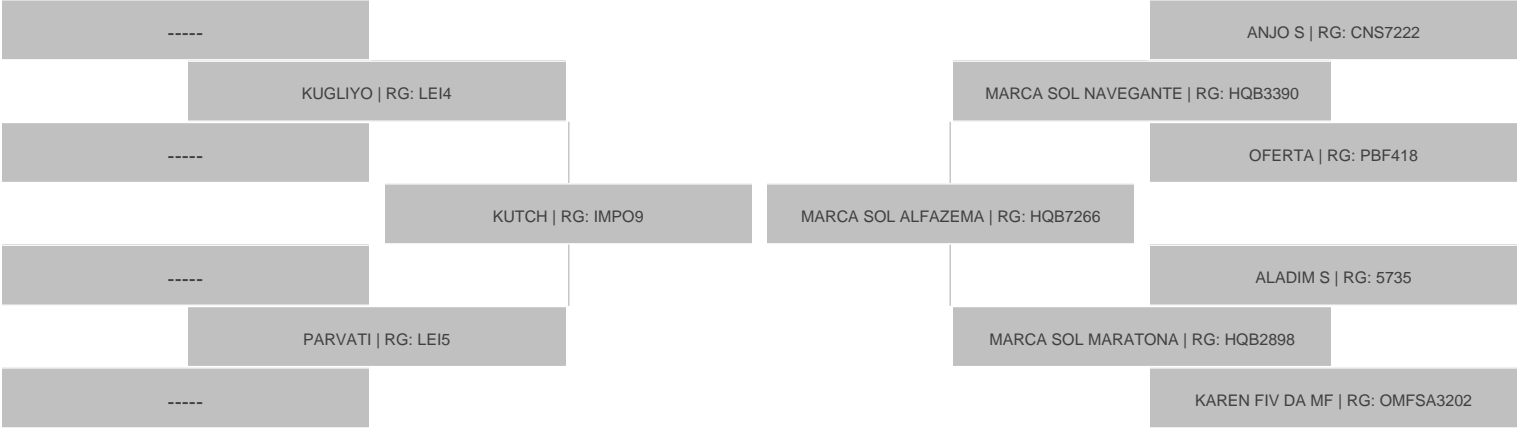 -----
ANJO S | RG: CNS7222
KUGLIYO | RG: LEI4
MARCA SOL NAVEGANTE | RG: HQB3390
-----
OFERTA | RG: PBF418
KUTCH | RG: IMPO9
MARCA SOL ALFAZEMA | RG: HQB7266
-----
ALADIM S | RG: 5735
PARVATI | RG: LEI5
MARCA SOL MARATONA | RG: HQB2898
-----
KAREN FIV DA MF | RG: OMFSA3202